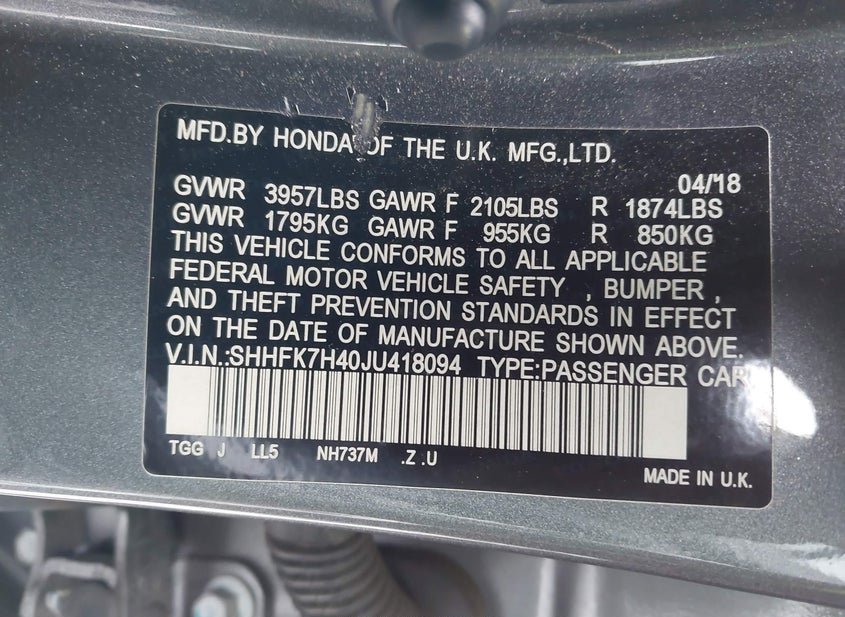 MFD.BY HONDA OF THE U.K. MFG.,LTD.
04/18
GVWR 3957LBS GAWR F 2105LBS R 1874LBS
GVWR 1795KG GAWR F 955KG R 850KG
THIS VEHICLE CONFORMS TO ALL APPLICABLE
FEDERAL MOTOR VEHICLE SAFETY , BUMPER ,
AND THEFT PREVENTION STANDARDS IN EFFECT
ON THE DATE OF MANUFACTURE SHOWN ABOVE.
V.I.N.:SHHFK7H40JU418094 TYPE:PASSENGER CAR
TGG J LL5 NH737M .Z .U
MADE IN U.K.